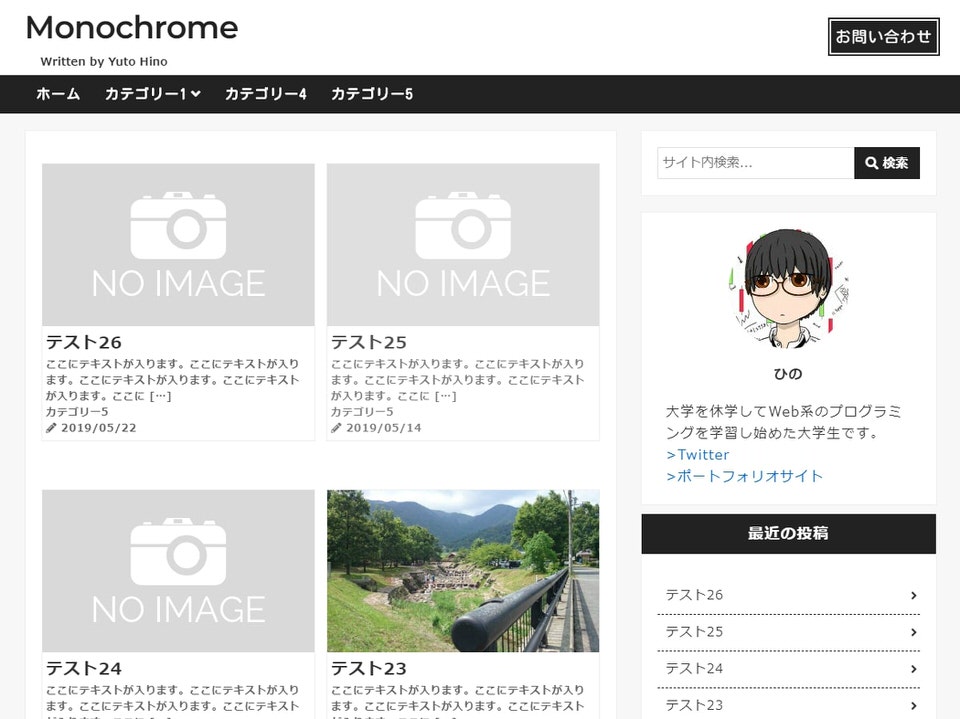 Monochrome
Written by Yuto Hino
お問い合わせ
ホーム カテゴリー1 カテゴリー4 カテゴリー5
サイト内検索... 検索
NO IMAGE
テスト26
ここにテキストが入ります。ここにテキストが入り
ます。ここにテキストが入ります。ここにテキスト
が入ります。ここに […]
カテゴリー5
2019/05/22
NO IMAGE
テスト25
ここにテキストが入ります。ここにテキストが入り
ます。ここにテキストが入ります。ここにテキスト
が入ります。ここに […]
カテゴリー5
2019/05/14
NO IMAGE
テスト24
ここにテキストが入ります。ここにテキストが入り
ます。ここにテキストが入ります。ここにテキスト
テスト23
ここにテキストが入ります。ここにテキストが入り
ます。ここにテキストが入ります。ここにテキスト
ひの
大学を休学してWeb系のプログラミ
ングを学習し始めた大学生です。
>Twitter
>ポートフォリオサイト
最近の投稿
テスト26
テスト25
テスト24
テスト23